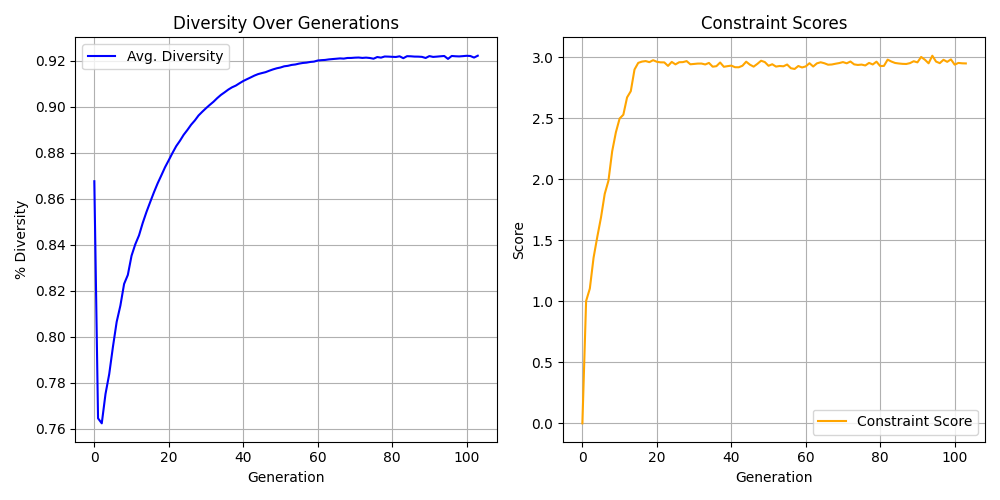 Diversity Over Generations
Avg. Diversity
% Diversity
0.92
0.90
0.88
0.86
0.84
0.82
0.80
0.78
0.76
0 20 40 60 80 100
Generation
Constraint Scores
Score
3.0
2.5
2.0
1.5
1.0
0.5
0.0
Constraint Score
0 20 40 60 80 100
Generation